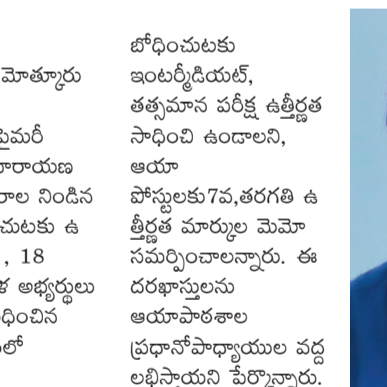 మోత్కూరు
పైమరీ
నారాయణ
రాల నిండిన
చుటకు ఉ
, 18
ళ అభ్యర్థులు
ధించిన
లో
బోధించుటకు
ఇంటర్మీడియట్,
తత్సమాన పరీక్ష ఉత్తీర్ణత
సాధించి ఉండాలని,
ఆయా
పోస్టులకు7వ,తరగతి ఉ
త్తీర్ణత మార్కుల మెమో
సమర్పించాలన్నారు. ఈ
దరఖాస్తులను
ఆయాపాఠశాల
ప్రధానోపాధ్యాయుల వద్ద
లభిస్తాయని పేర్కొన్నారు.